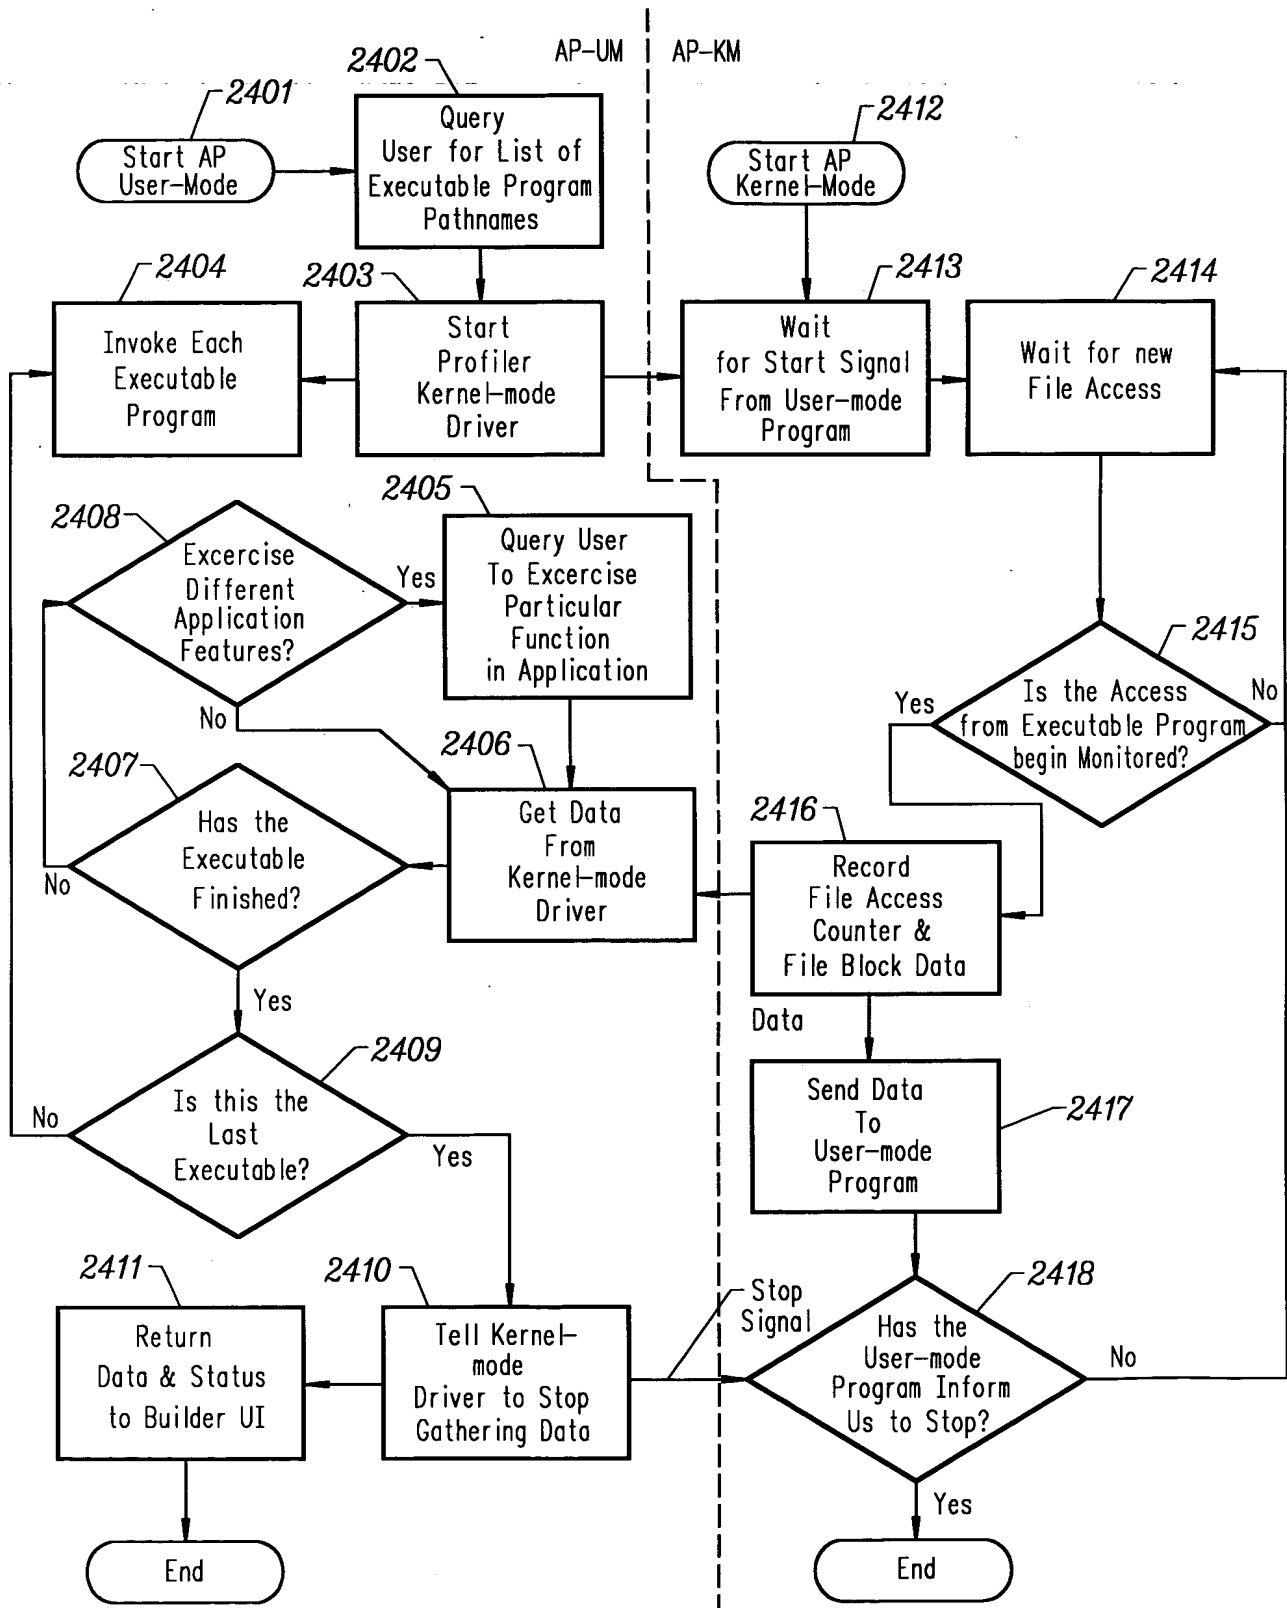 AP-UM
AP-KM
2401
Start AP
User-Mode
2402
Query
User for List of
Executable Program
Pathnames
2412
Start AP
Kernel-Mode
2404
Invoke Each
Executable
Program
2403
Start
Profiler
Kernel-mode
Driver
2413
Wait
for Start Signal
From User-mode
Program
2414
Wait for new
File Access
2408
Excercise
Different
Application
Features?
Yes
No
2405
Query User
To Excercise
Particular
Function
in Application
2415
Is the Access
from Executable Program
begin Monitored?
Yes
No
2407
Has the
Executable
Finished?
No
Yes
2406
Get Data
From
Kernel-mode
Driver
2416
Record
File Access
Counter &
File Block Data
Data
2409
Is this the
Last
Executable?
No
Yes
2417
Send Data
To
User-mode
Program
2411
Return
Data & Status
to Builder UI
2410
Tell Kernel-
mode
Driver to Stop
Gathering Data
Stop
Signal
2418
Has the
User-mode
Program Inform
Us to Stop?
No
Yes
End
End